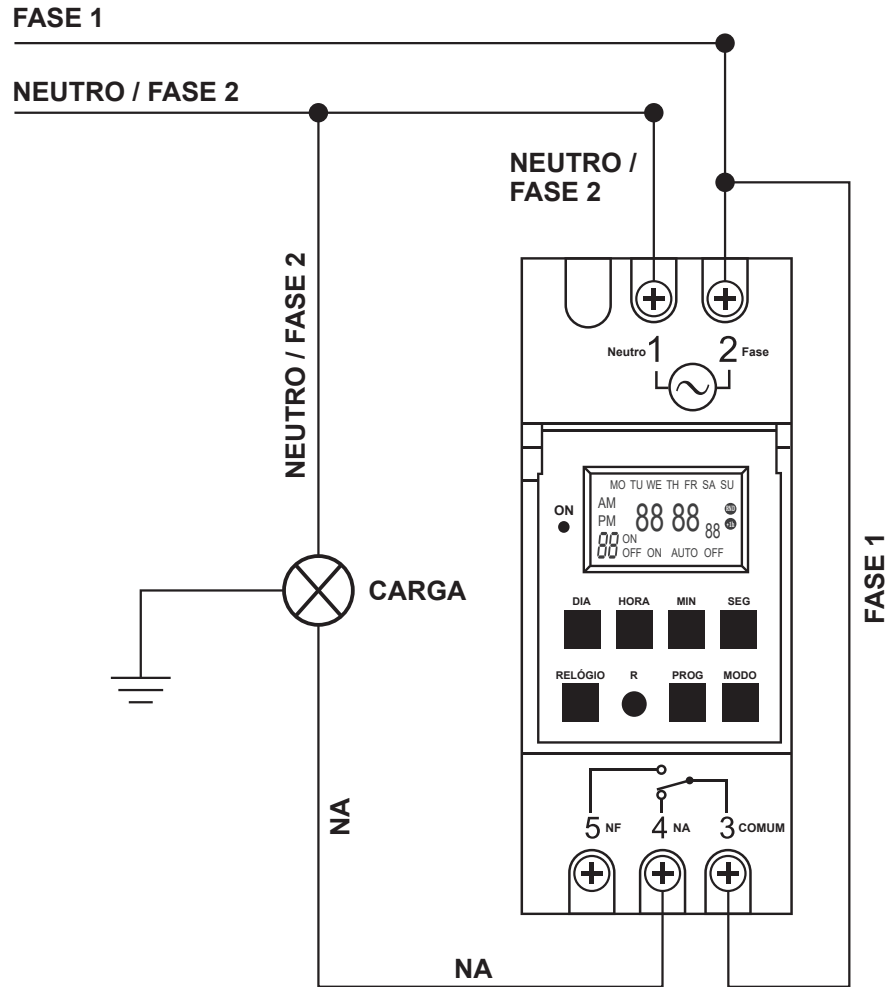 FASE 1
NEUTRO / FASE 2
NEUTRO /
FASE 2
NEUTRO / FASE 2
Neutro 1
2 Fase
MO TU WE TH FR SA SU
AM
PM
88 88 88
ON
88
ON
OFF ON AUTO OFF
FASE 1
CARGA
DIA HORA MIN SEG
RELÓGIO R PROG MODO
NA
5 NF 4 NA 3 COMUM
NA